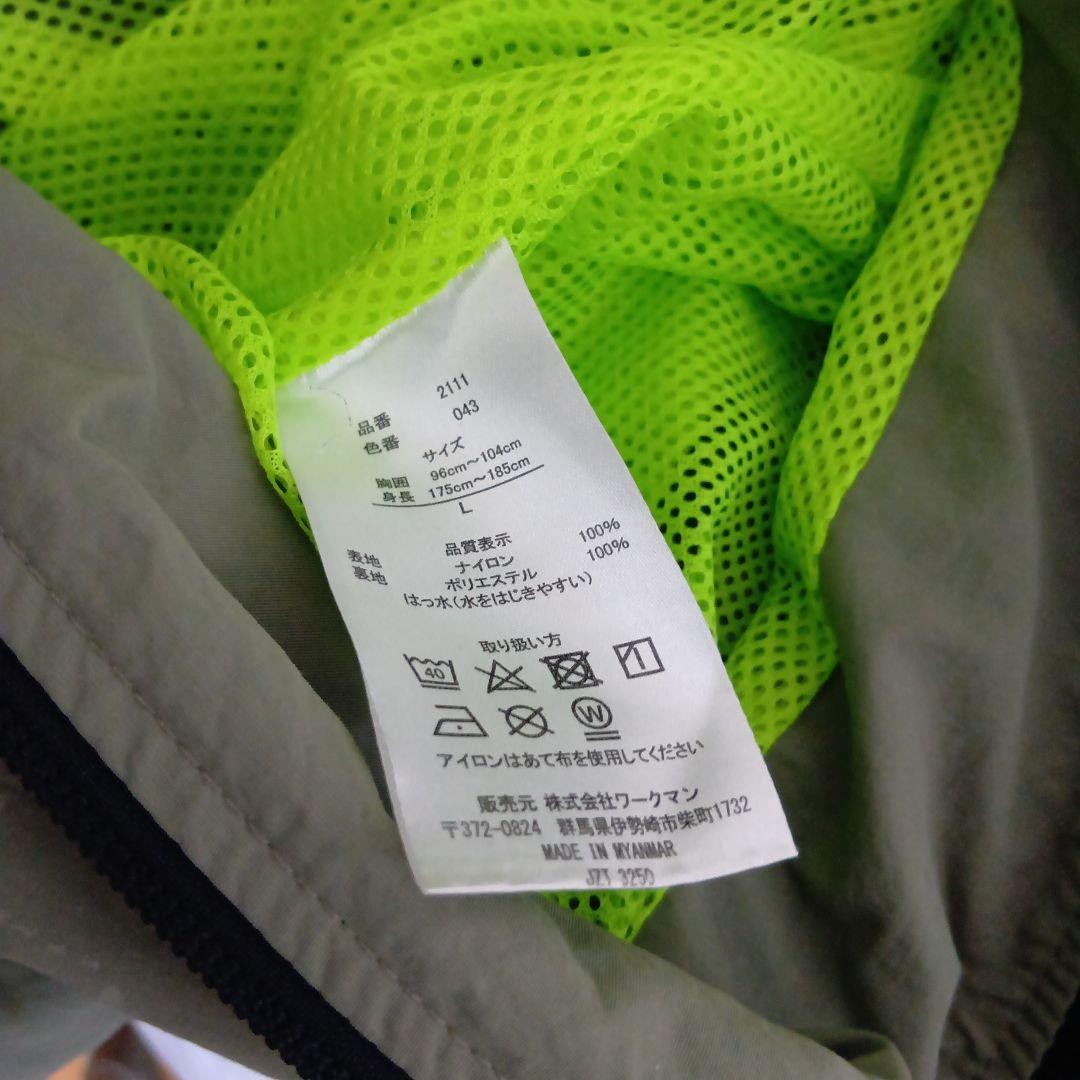 品番 2111
色番 043
サイズ
胸囲 96cm～104cm
身長 175cm～185cm
L
品質表示
表地 ナイロン 100%
裏地 ポリエステル 100%
はっ水(水をはじきやすい)
取り扱い方
40
W
アイロンはあて布を使用してください
販売元 株式会社ワークマン
〒372-0824 群馬県伊勢崎市柴町1732
MADE IN MYANMAR
JZT 3250